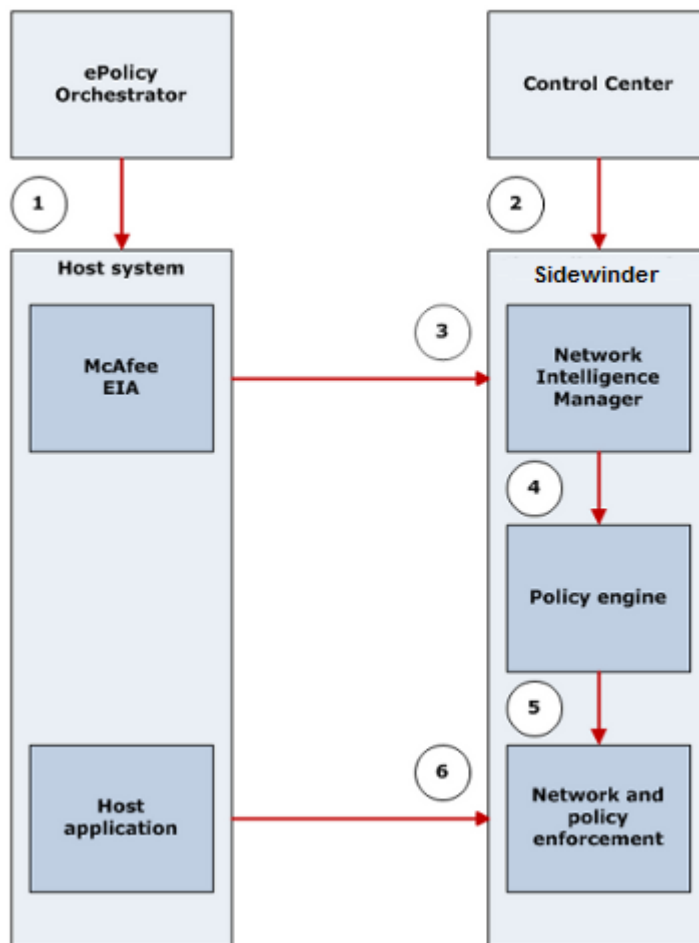 ePolicy
Orchestrator
Control Center
1
2
Host system
Sidewinder
McAfee
EIA
3
Network
Intelligence
Manager
4
Policy engine
5
Host
application
6
Network and
policy
enforcement